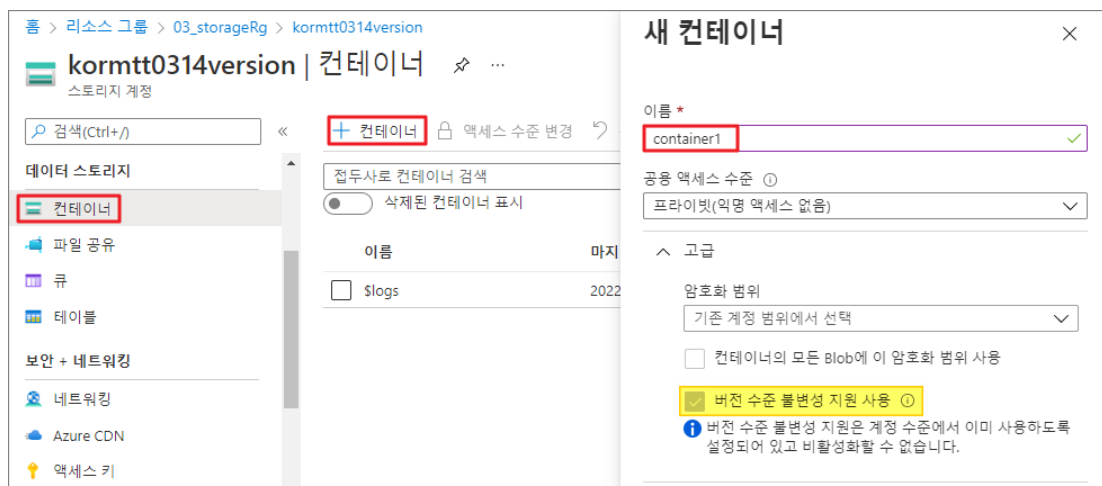 홈 > 리소스 그룹 > 03_storageRg > kormtt0314version
kormtt0314version | 컨테이너 ...
스토리지 계정
검색(Ctrl+/) «
데이터 스토리지
컨테이너
파일 공유
큐
테이블
보안 + 네트워킹
네트워킹
Azure CDN
액세스 키
+ 컨테이너 액세스 수준 변경
접두사로 컨테이너 검색
삭제된 컨테이너 표시
이름 마지
$logs 2022
새 컨테이너
이름 *
container1
공용 액세스 수준
프라이빗(익명 액세스 없음)
고급
암호화 범위
기존 계정 범위에서 선택
컨테이너의 모든 Blob에 이 암호화 범위 사용
버전 수준 불변성 지원 사용
버전 수준 불변성 지원은 계정 수준에서 이미 사용하도록
설정되어 있고 비활성화할 수 없습니다.